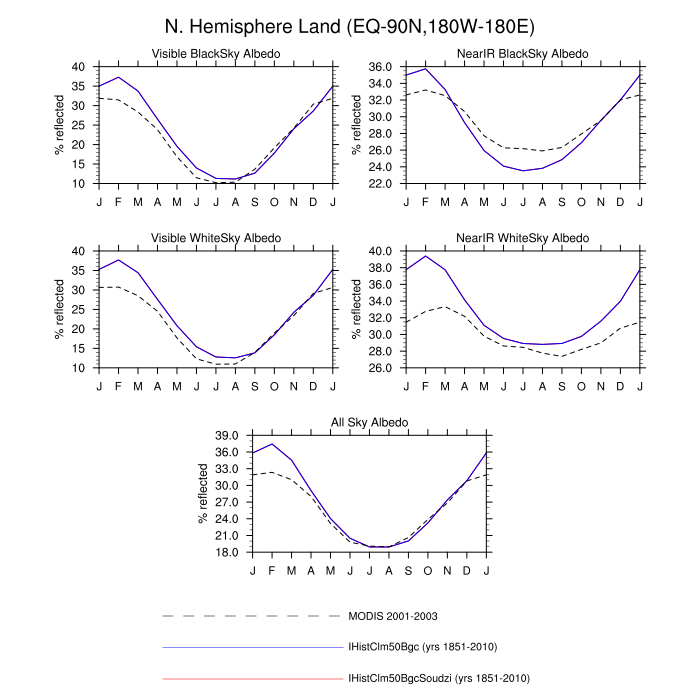 N. Hemisphere Land (EQ-90N,180W-180E)
Visible BlackSky Albedo
% reflected
40
35
30
25
20
15
10
J F M A M J J A S O N D J
NearIR BlackSky Albedo
% reflected
36.0
34.0
32.0
30.0
28.0
26.0
24.0
22.0
J F M A M J J A S O N D J
Visible WhiteSky Albedo
% reflected
40
35
30
25
20
15
10
J F M A M J J A S O N D J
NearIR WhiteSky Albedo
% reflected
40.0
38.0
36.0
34.0
32.0
30.0
28.0
26.0
J F M A M J J A S O N D J
All Sky Albedo
% reflected
39.0
36.0
33.0
30.0
27.0
24.0
21.0
18.0
J F M A M J J A S O N D J
MODIS 2001-2003
IHistClm50Bgc (yrs 1851-2010)
IHistClm50BgcSoudzi (yrs 1851-2010)